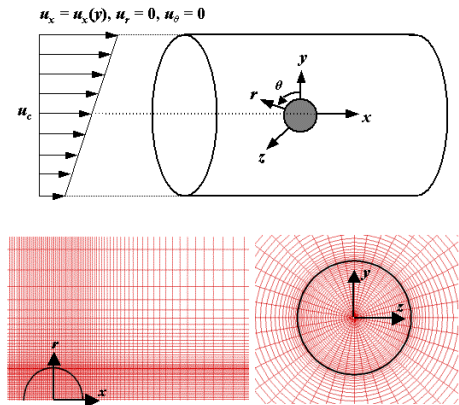 u_x = u_x(y), u_r = 0, u_θ = 0
y
θ
r
u_c
x
z
r
y
z
x